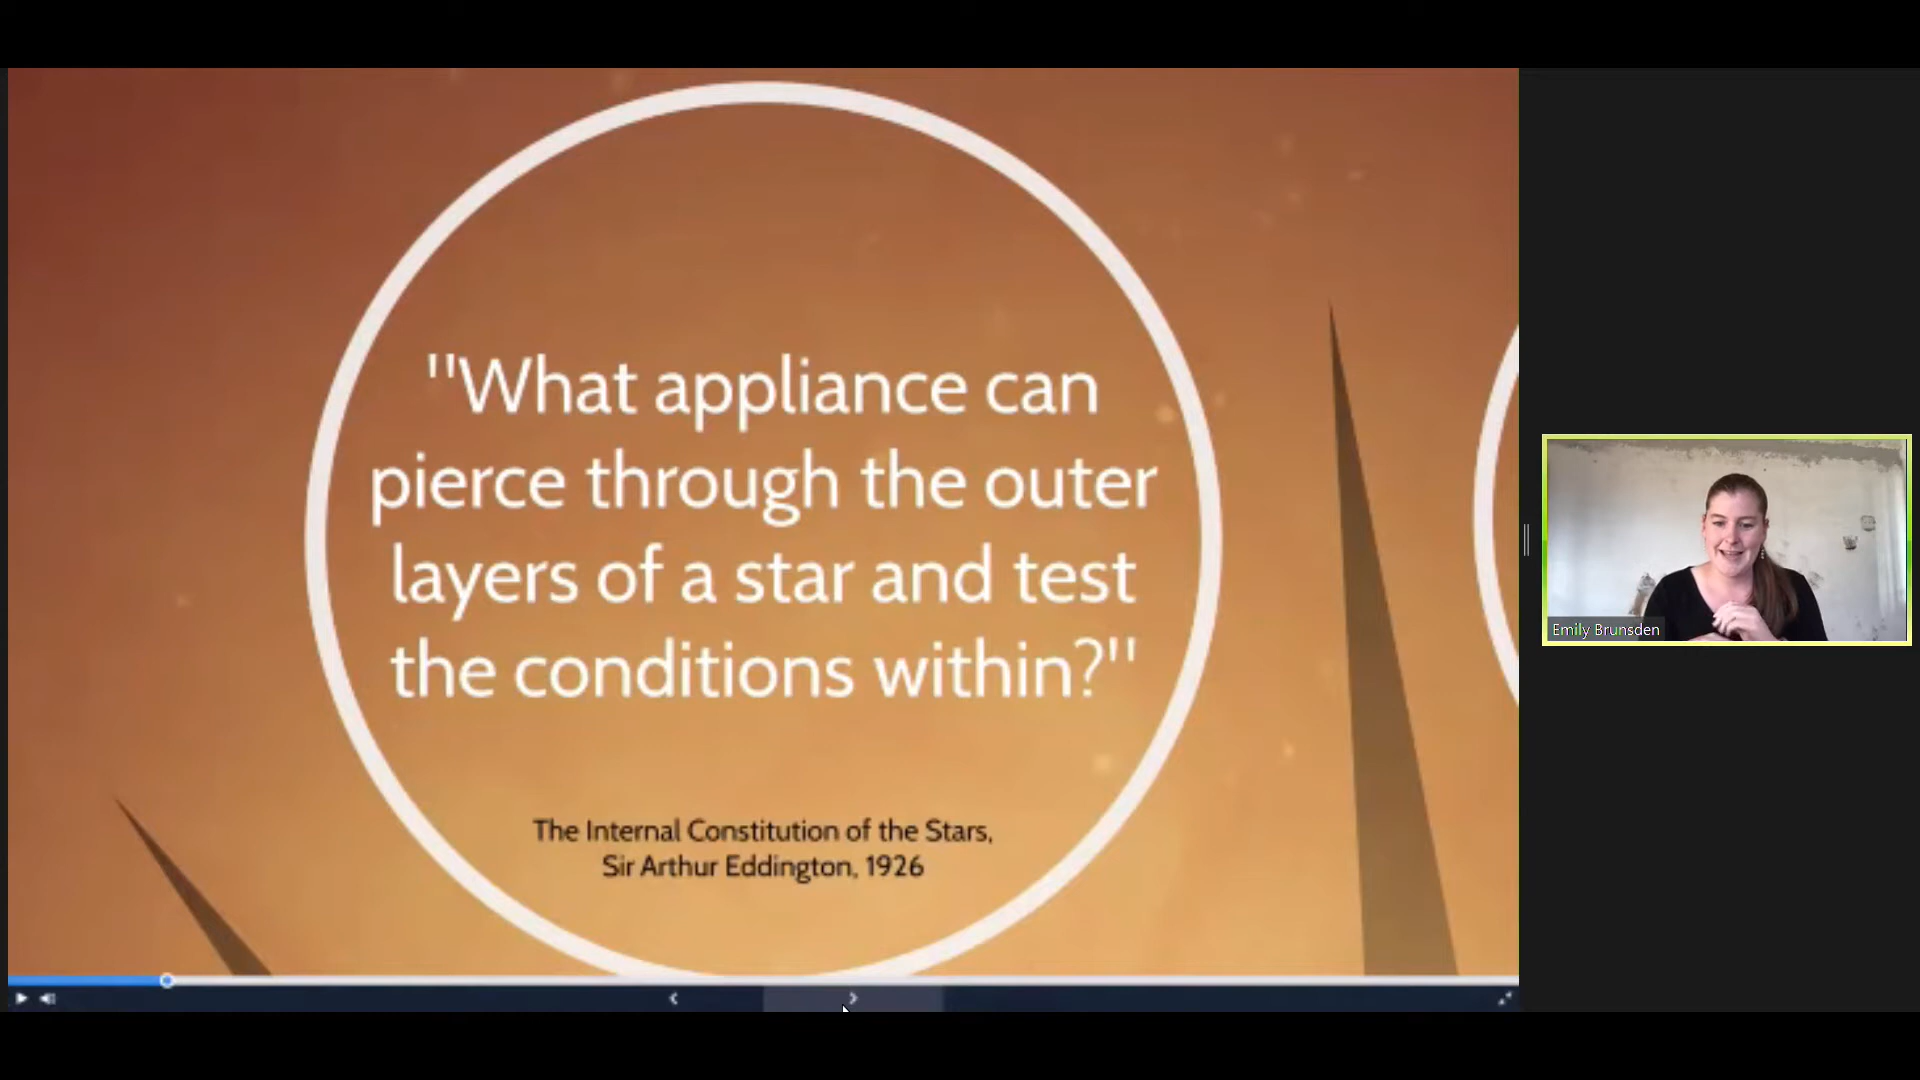 "What appliance can
pierce through the outer
layers of a star and test
the conditions within?"
The Internal Constitution of the Stars,
Sir Arthur Eddington, 1926
Emily Brunsden